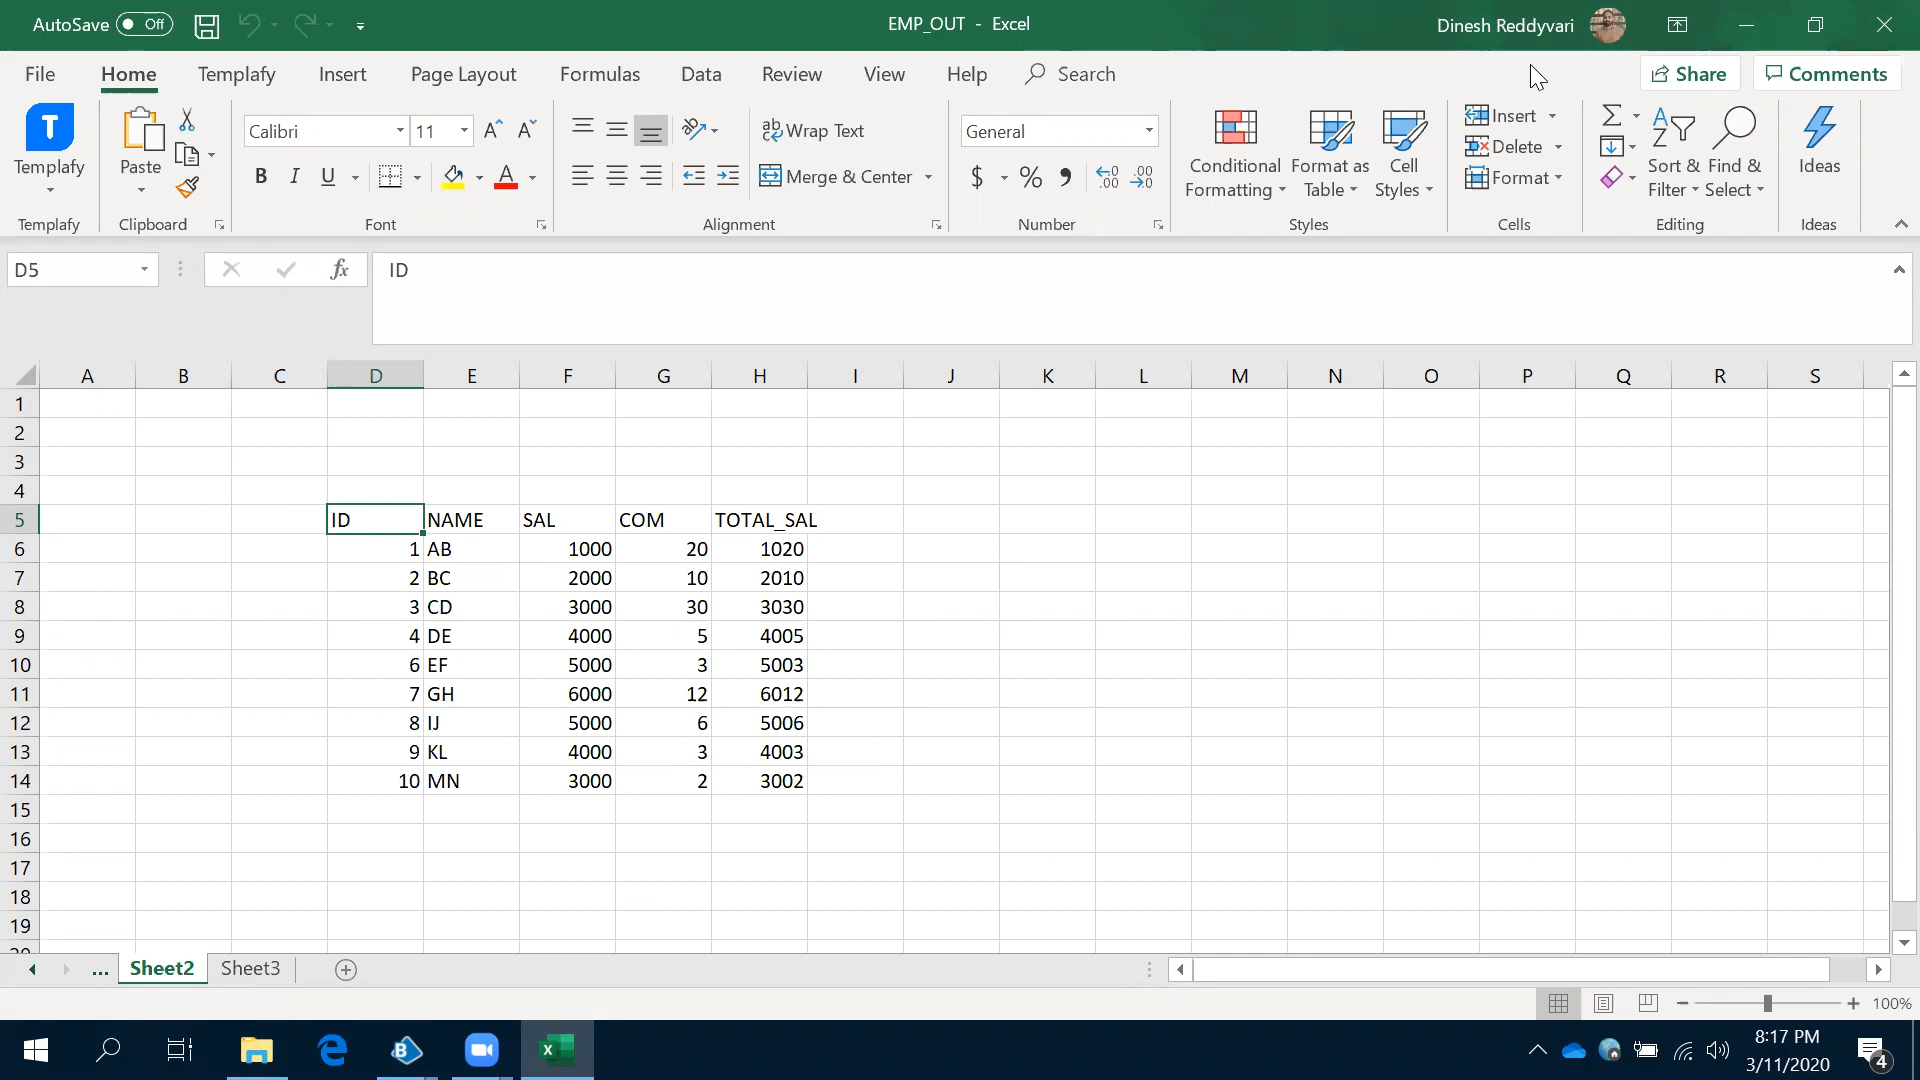 AutoSave Off EMP_OUT - Excel Dinesh Reddyvari
File Home Templafy Insert Page Layout Formulas Data Review View Help Search Share Comments
T Templafy
Paste
Calibri 11 A A
Wrap Text
General
Conditional Formatting
Format as Table
Cell Styles
Insert
Delete
Format
Sort & Filter
Find & Select
Ideas
B I U A
Merge & Center
$ % , .00 .00
Templafy Clipboard Font Alignment Number Styles Cells Editing Ideas
D5 fx ID
A B C D E F G H I J K L M N O P Q R S
1
2
3
4
5 ID NAME SAL COM TOTAL_SAL
6 1 AB 1000 20 1020
7 2 BC 2000 10 2010
8 3 CD 3000 30 3030
9 4 DE 4000 5 4005
10 6 EF 5000 3 5003
11 7 GH 6000 12 6012
12 8 IJ 5000 6 5006
13 9 KL 4000 3 4003
14 10 MN 3000 2 3002
15
16
17
18
19
... Sheet2 Sheet3
100%
8:17 PM
3/11/2020
4